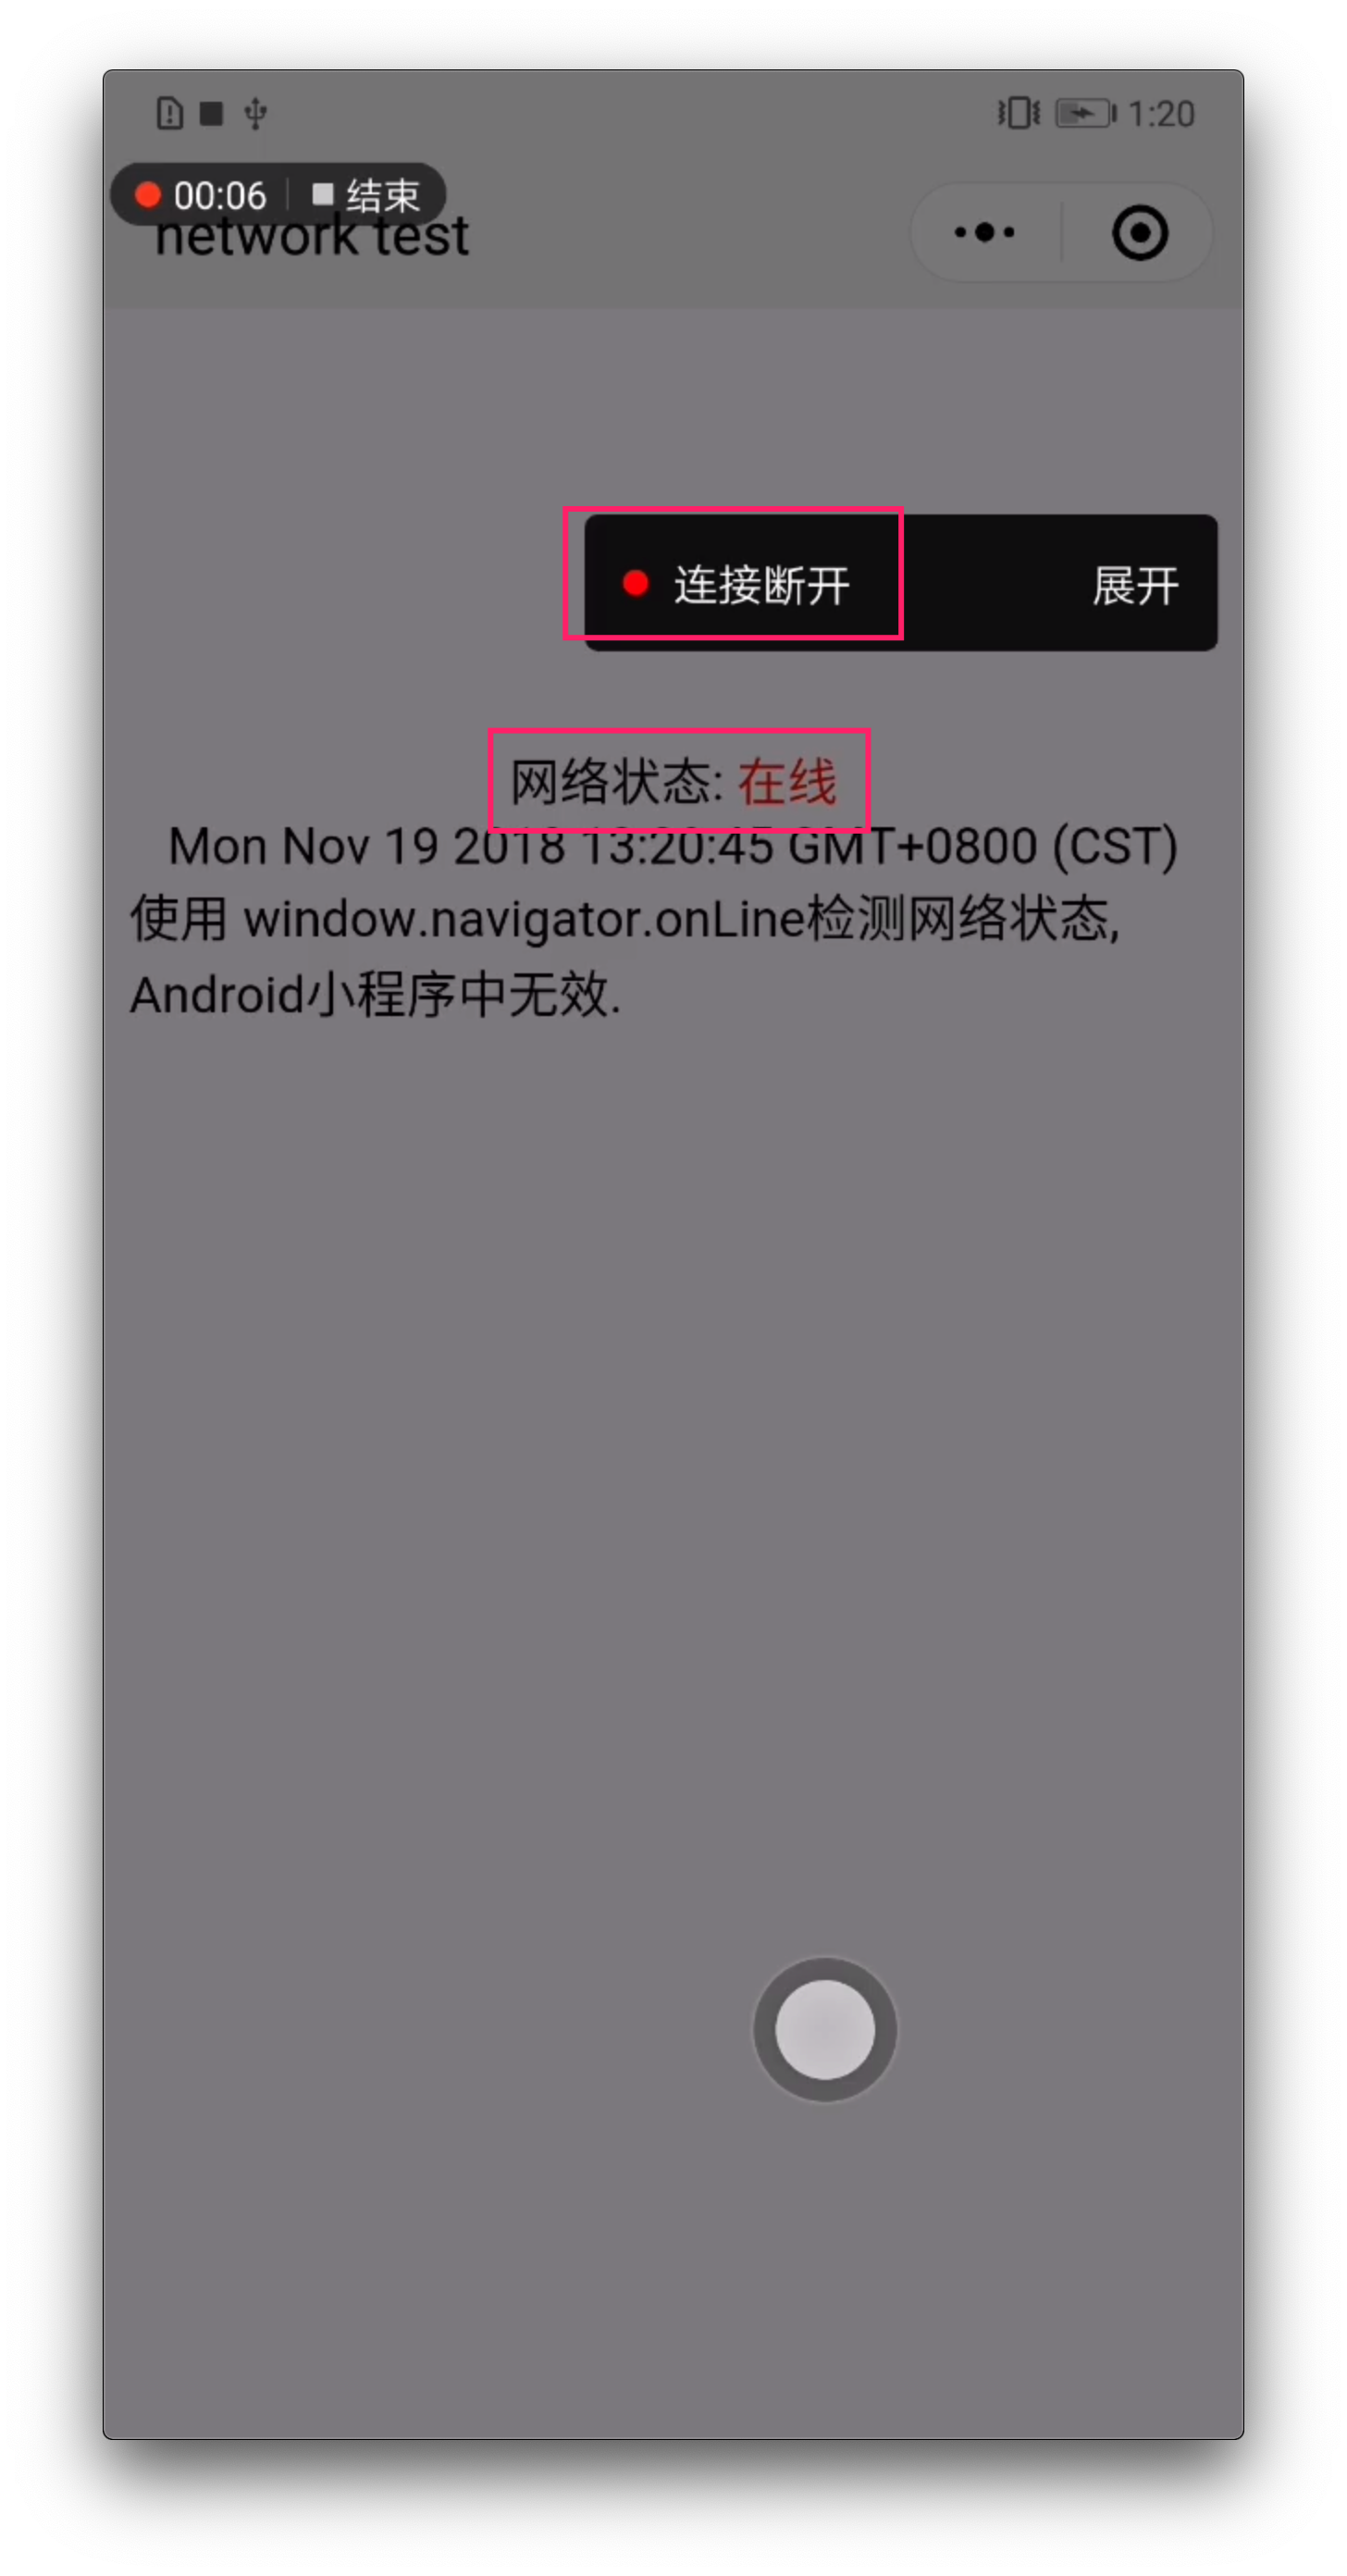 1:20
00:06 结束
network test
连接断开 展开
网络状态: 在线
Mon Nov 19 2018 13:20:45 GMT+0800 (CST)
使用 window.navigator.onLine检测网络状态,
Android小程序中无效.